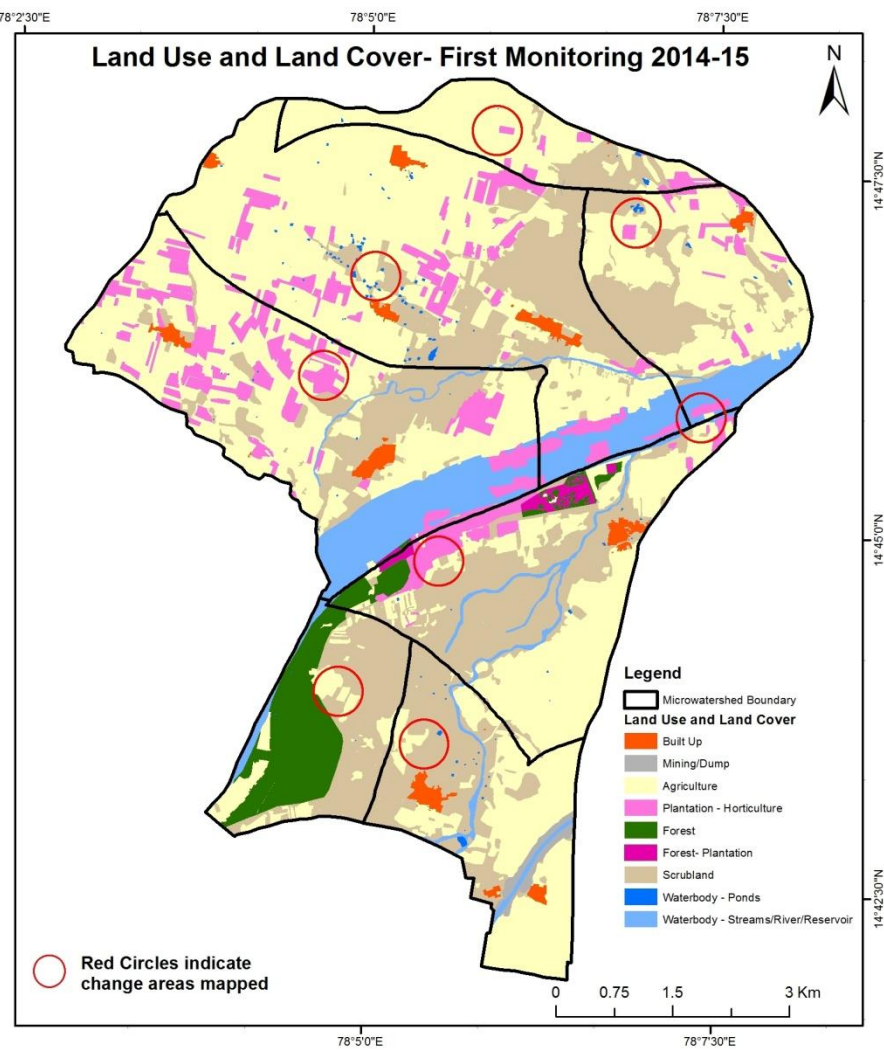 78°2'30"E 78°5'0"E 78°7'30"E
Land Use and Land Cover- First Monitoring 2014-15
N
14°47'30"N
14°45'0"N
Legend
Microwatershed Boundary
Land Use and Land Cover
Built Up
Mining/Dump
Agriculture
Plantation - Horticulture
Forest
Forest- Plantation
Scrubland
Waterbody - Ponds
Waterbody - Streams/River/Reservoir
14°42'30"N
Red Circles indicate
change areas mapped
0 0.75 1.5 3 Km
78°5'0"E 78°7'30"E